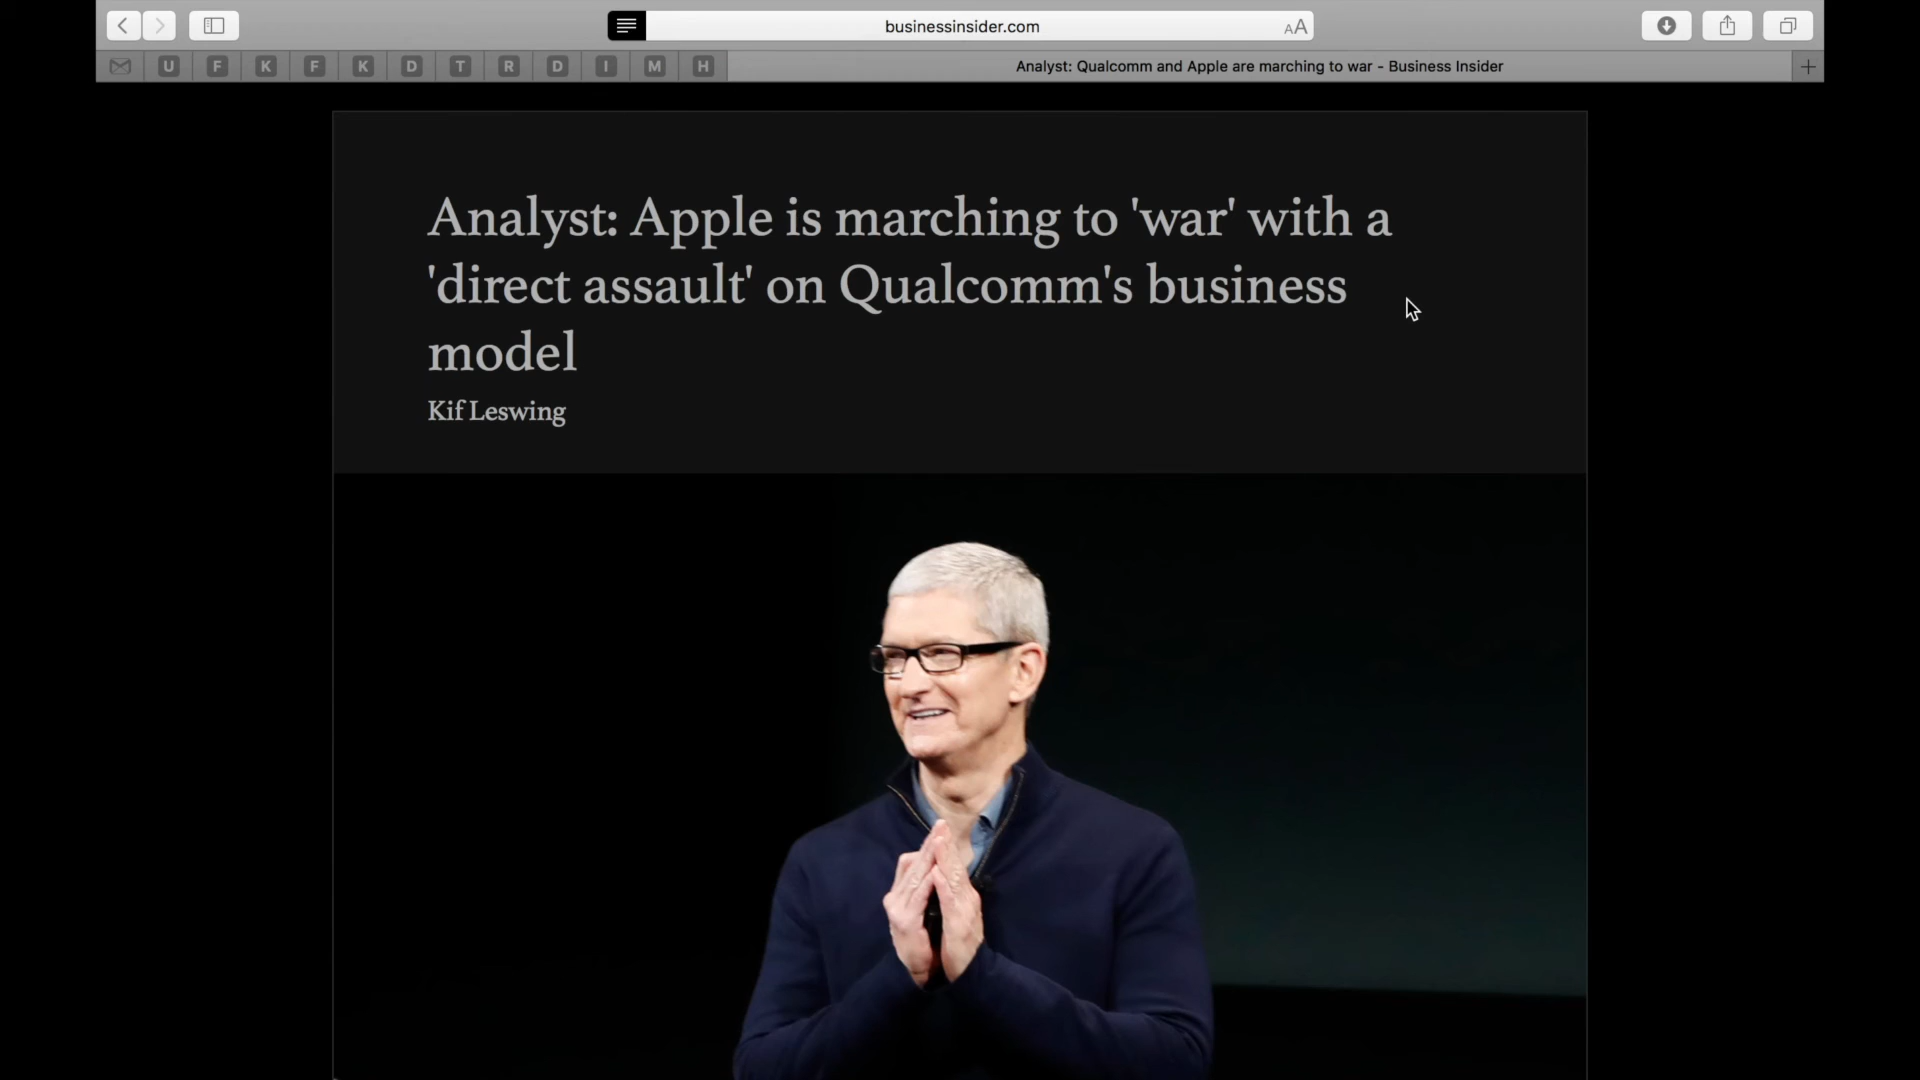 businessinsider.com
AA
U F K F K D T R D I M H
Analyst: Qualcomm and Apple are marching to war - Business Insider
Analyst: Apple is marching to 'war' with a
'direct assault' on Qualcomm's business
model
Kif Leswing